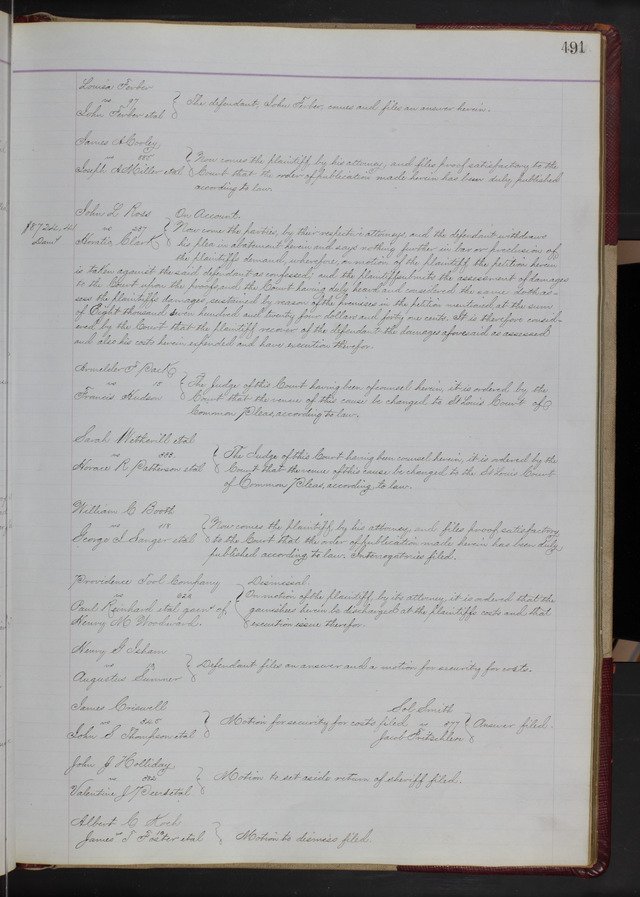 491
Louisa Ferber
vs 97
John Ferber et al
The defendant, John Ferber, comes and files an answer herein.
James A Corley
vs 885
Joseph A Miller et al
Now comes the plaintiff by his attorney, and files proof satisfactory to the
Court that the order of publication made herein has been duly published
according to law.
John L Ross
vs 287
Horatio Clark
On Account.
Now come the parties, by their respective attorneys and the defendant withdraws
his plea in abatement herein and says nothing further in bar or preclusion of
the plaintiffs demand, wherefore, on motion of the plaintiff the petition herein
is taken against the said defendant as confessed; and the plaintiff submits the assessment of damages
to the Court upon the proofs, and the Court having duly heard and considered the same doth as-
sess the plaintiffs damages, sustained by reason of the premises in the petition mentioned, at the sum
of Eight thousand seven hundred and twenty four dollars and forty one cents. It is therefore consid-
ered by the Court that the plaintiff recover of the defendant the damages aforesaid as assessed
and also his costs herein expended and have execution therefor.
$8724.41
Dam
F Pack
vs 18
Francis Hudson
The Judge of this Court having been of counsel herein it is ordered by the
Court that the venue of this cause be changed to St Louis Court of
Common Pleas, according to law.
Sarah Wetherill et al
vs
Horace R Patterson et al
The Judge of this Court having been counsel herein, it is ordered by the
Court that the venue of this cause be changed to the St Louis Court
of Common Pleas, according to law.
William C Booth
vs 118
George S Sanger et al
Now comes the plaintiff, by his attorney and files proof satisfactory
to the Court that the order of publication made herein has been duly
published according to law. Interrogatories filed.
Providence Tool Company
vs
Paul Reinhard et al garn of
Henry M Woodward.
Dismissal.
On motion of the plaintiff, by its attorney, it is ordered that the
garnishees herein be discharged at the plaintiffs costs and that
execution issue therefor.
Henry G Isham
vs
Augustus Sumner
Defendant files an answer and a motion for security for costs.
James Criswell
vs
John S Thompson et al
Motion for security for costs filed.
Sol Smith
vs 877
Jacob
Answer filed.
John J Holliday
vs
Valentine J Peers et al
Motion to set aside return of sheriff filed.
Albert C Koch
vs
James S Foster et al
Motion to dismiss filed.